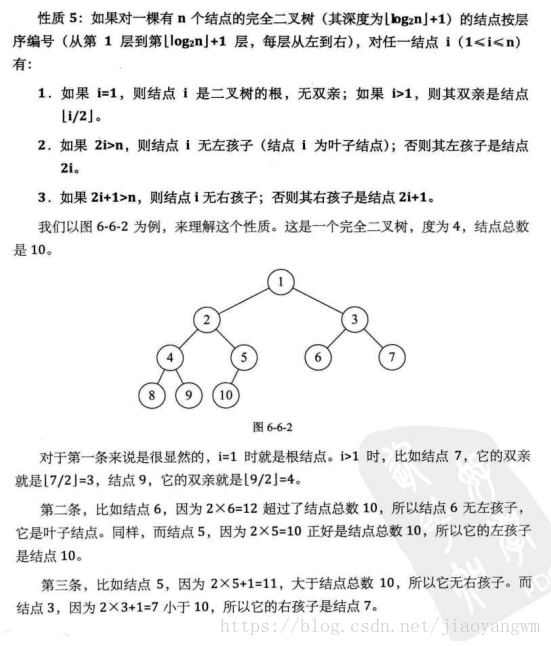 性质 5：如果对一棵有 n 个结点的完全二叉树（其深度为⌊log₂n⌋+1）的结点按层
序编号（从第 1 层到第⌊log₂n⌋+1 层，每层从左到右），对任一结点 i（1≤i≤n）
有：
1．如果 i=1，则结点 i 是二叉树的根，无双亲；如果 i>1，则其双亲是结点
⌊i/2⌋。
2．如果 2i>n，则结点 i 无左孩子（结点 i 为叶子结点）；否则其左孩子是结点
2i。
3．如果 2i+1>n，则结点 i 无右孩子；否则其右孩子是结点 2i+1。
我们以图 6-6-2 为例，来理解这个性质。这是一个完全二叉树，度为 4，结点总数
是 10。
1
2 3
4 5 6 7
8 9 10
图 6-6-2
对于第一条来说是很显然的，i=1 时就是根结点。i>1 时，比如结点 7，它的双亲
就是⌊7/2⌋=3，结点 9，它的双亲就是⌊9/2⌋=4。
第二条，比如结点 6，因为 2×6=12 超过了结点总数 10，所以结点 6 无左孩子，
它是叶子结点。同样，而结点 5，因为 2×5=10 正好是结点总数 10，所以它的左孩子
是结点 10。
第三条，比如结点 5，因为 2×5+1=11，大于结点总数 10，所以它无右孩子。而
结点 3，因为 2×3+1=7 小于 10，所以它的右孩子是结点 7。
https://blog.csdn.net/jiaoyangwm